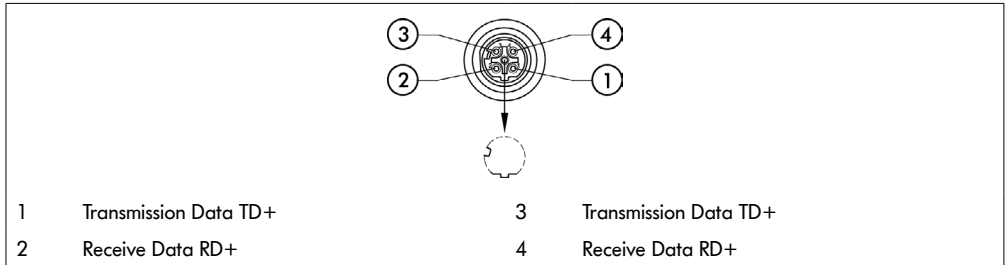 3 4
2 1
1 Transmission Data TD+ 3 Transmission Data TD+
2 Receive Data RD+ 4 Receive Data RD+